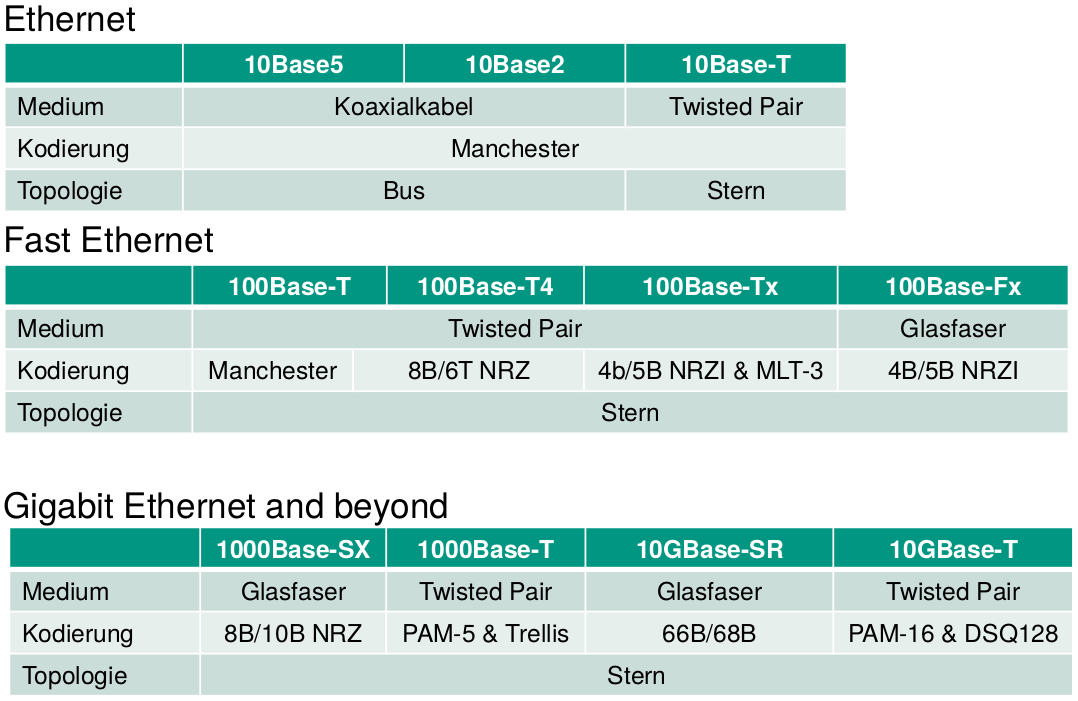 Ethernet
10Base5 10Base2 10Base-T
Medium Koaxialkabel Twisted Pair
Kodierung Manchester
Topologie Bus Stern
Fast Ethernet
100Base-T 100Base-T4 100Base-Tx 100Base-Fx
Medium Twisted Pair Glasfaser
Kodierung Manchester 8B/6T NRZ 4b/5B NRZI & MLT-3 4B/5B NRZI
Topologie Stern
Gigabit Ethernet and beyond
1000Base-SX 1000Base-T 10GBase-SR 10GBase-T
Medium Glasfaser Twisted Pair Glasfaser Twisted Pair
Kodierung 8B/10B NRZ PAM-5 & Trellis 66B/68B PAM-16 & DSQ128
Topologie Stern